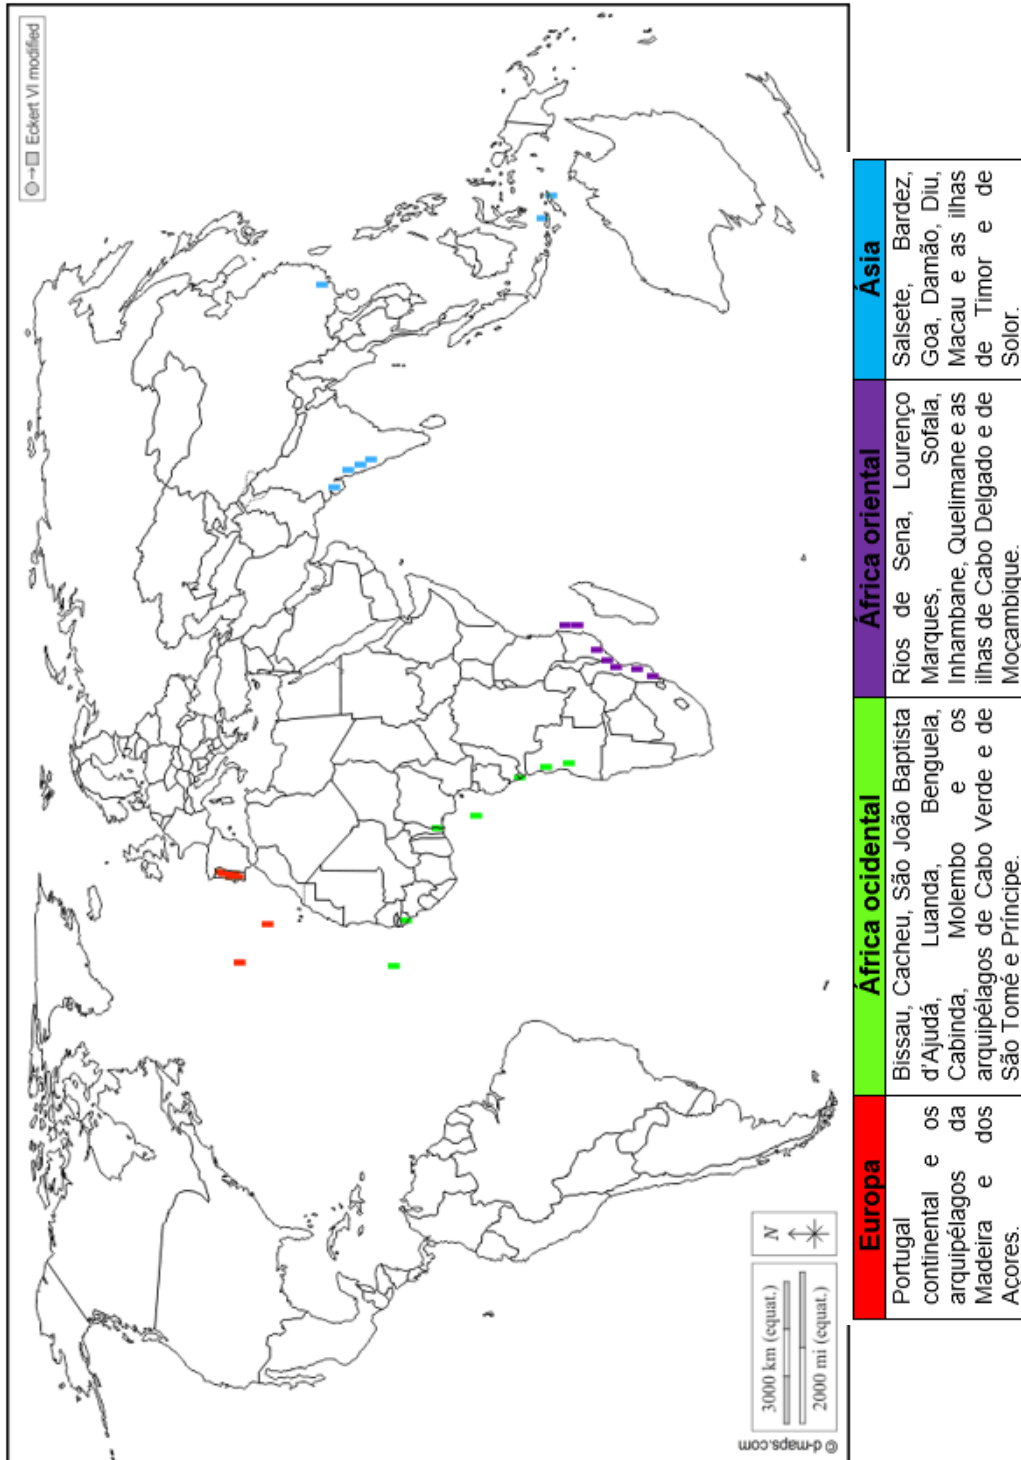 Eckert VI modified
N
3000 km (equat.)
2000 mi (equat.)
© d-maps.com
Europa
Portugal
continental e os
arquipélagos da
Madeira e dos
Açores.
África ocidental
Bissau, Cacheu, São João Baptista
d'Ajudá, Luanda, Benguela,
Cabinda, Molembo e os
arquipélagos de Cabo Verde e de
São Tomé e Príncipe.
África oriental
Rios de Sena, Lourenço
Marques, Sofala,
Inhambane, Quelimane e as
ilhas de Cabo Delgado e de
Moçambique.
Ásia
Salsete, Bardez,
Goa, Damão, Diu,
Macau e as ilhas
de Timor e de
Solor.